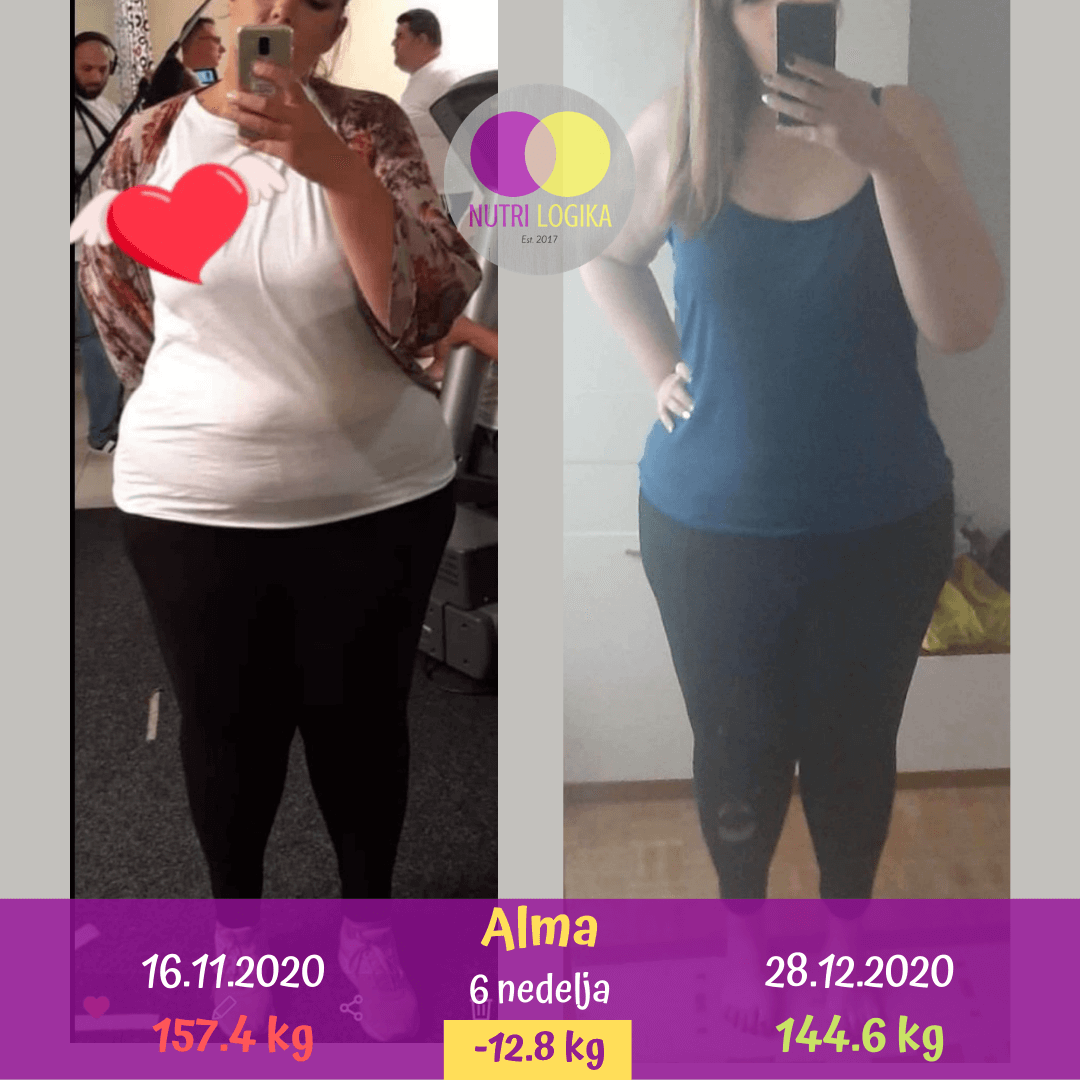 NUTRI LOGIKA
Est. 2017
Alma
16.11.2020
6 nedelja
28.12.2020
157.4 kg
-12.8 kg
144.6 kg